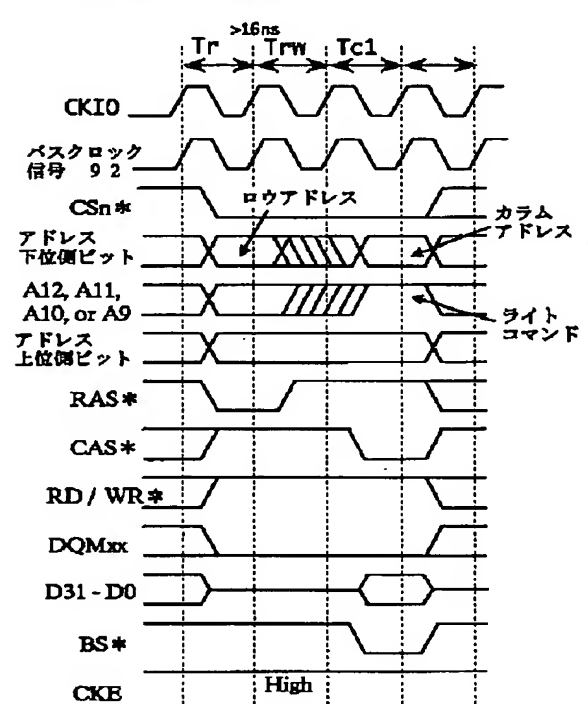 >16ns
Tr Trw Tc1
CKIO
バスクロック
信号 92
CSn*
ロウアドレス
カラム
アドレス
アドレス
下位側ビット
A12, A11,
A10, or A9
ライト
コマンド
アドレス
上位側ビット
RAS*
CAS*
RD / WR*
DQMxx
D31 - D0
BS*
High
CKE